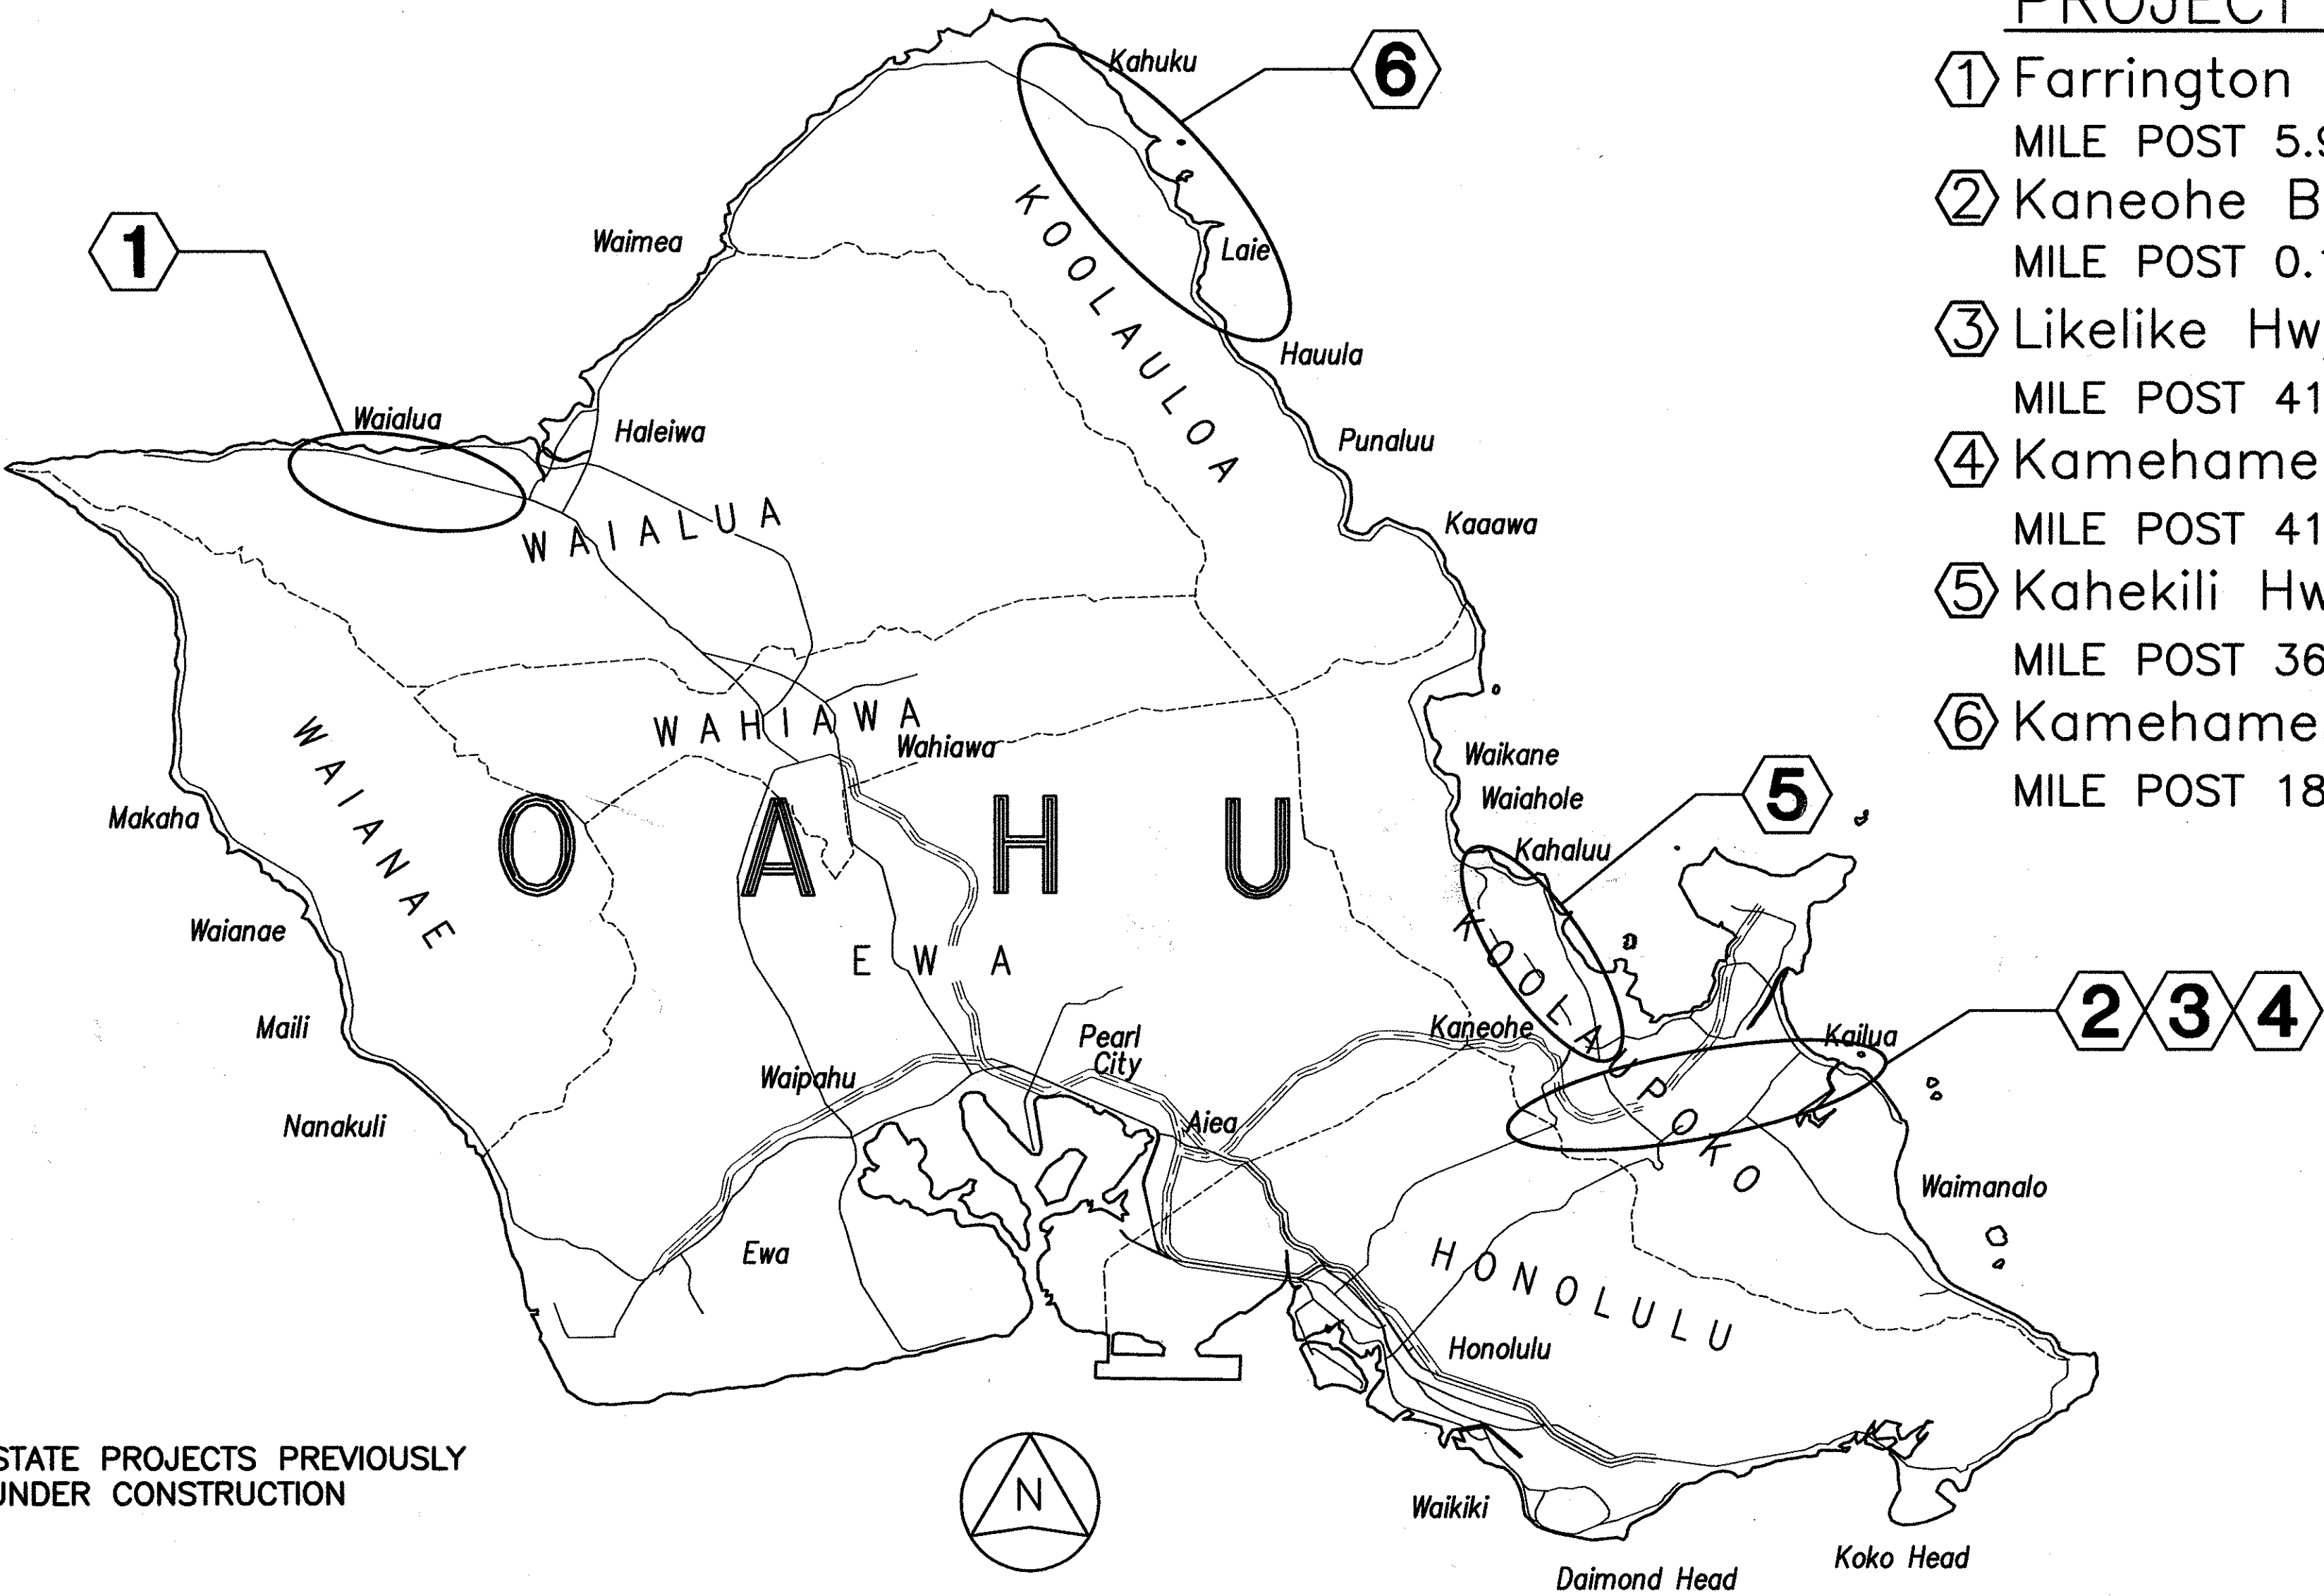 PROJECT
1 Farrington
MILE POST 5.9
2 Kaneohe B
MILE POST 0.1
3 Likelike Hw
MILE POST 41
4 Kamehame
MILE POST 41
5 Kahekili Hw
MILE POST 36
6 Kamehame
MILE POST 18
6
Kahuku
1
Waimea
Laie
KOOLAULOA
Hauula
Waialua
Haleiwa
Punaluu
WAIALUA
Kaaawa
WAHIAWA
Wahiawa
WAIANAE
Waikane
Waiahole
5
Makaha
OAHU
Kahaluu
Waianae
EWA
KOOLAUPOKO
2 3 4
Maili
Pearl
City
Kaneohe
Kailua
Waipahu
Nanakuli
Aiea
Waimanalo
Ewa
HONOLULU
Honolulu
STATE PROJECTS PREVIOUSLY
UNDER CONSTRUCTION
N
Waikiki
Koko Head
Daimond Head